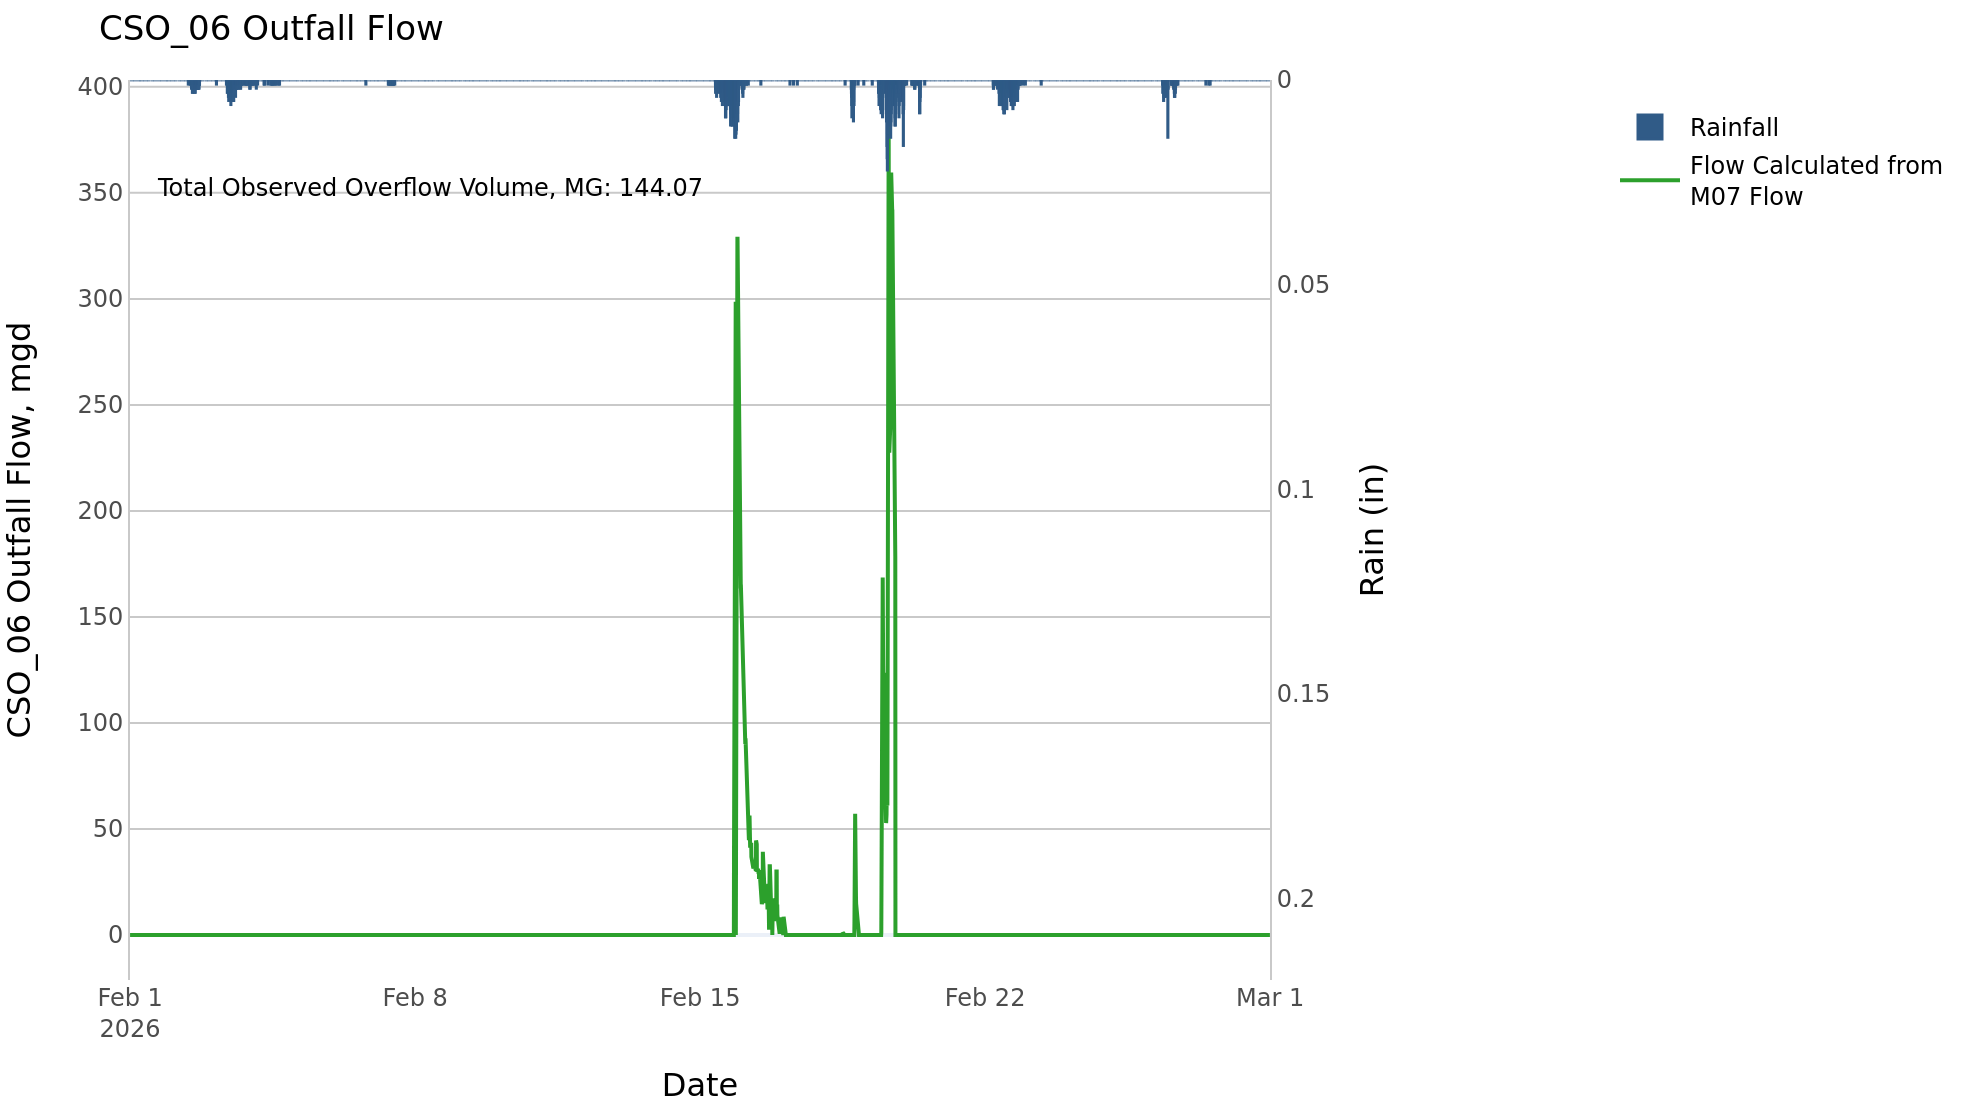 CSO_06 Outfall Flow
400
350
300
250
200
150
100
50
0
CSO_06 Outfall Flow, mgd
Total Observed Overflow Volume, MG: 144.07
0
0.05
0.1
0.15
0.2
Rain (in)
Feb 1
2026
Feb 8
Feb 15
Feb 22
Mar 1
Date
Rainfall
Flow Calculated from
M07 Flow